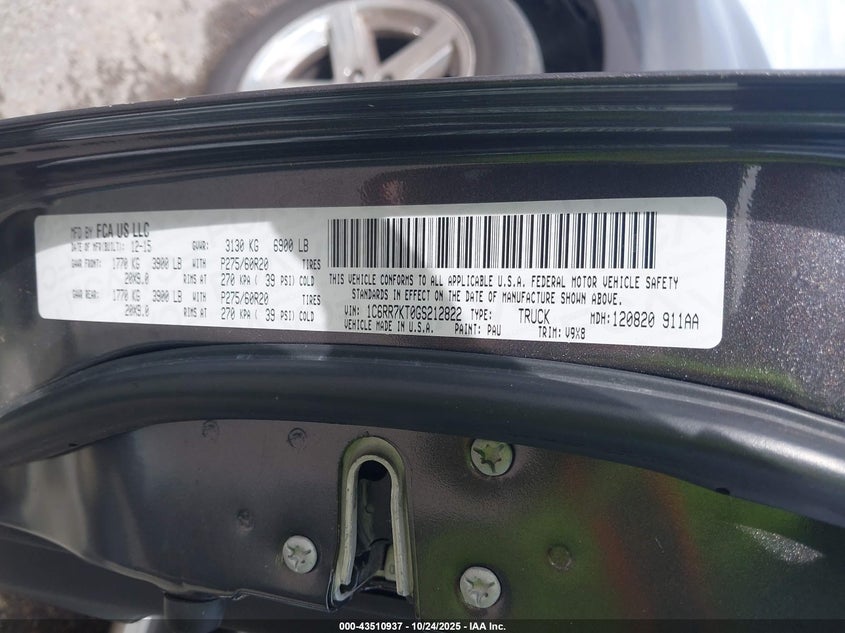 MFD BY FCA US LLC
DATE OF MFR(BUILT): 12-15 GVWR: 3130 KG 6900 LB
GAWR FRONT: 1770 KG 3900 LB WITH P275/60R20 TIRES
20X9.0 RIMS AT 270 KPA ( 39 PSI) COLD
GAWR REAR: 1770 KG 3900 LB WITH P275/60R20 TIRES
20X9.0 RIMS AT 270 KPA ( 39 PSI) COLD
THIS VEHICLE CONFORMS TO ALL APPLICABLE U.S.A. FEDERAL MOTOR VEHICLE SAFETY
STANDARDS IN EFFECT ON THE DATE OF MANUFACTURE SHOWN ABOVE.
VIN: 1C6RR7KT0GS212822 TYPE: TRUCK MDH: 120820 911AA
VEHICLE MADE IN U.S.A. PAINT: PAU TRIM: V9X8
000-43510937 - 10/24/2025 - IAA Inc.